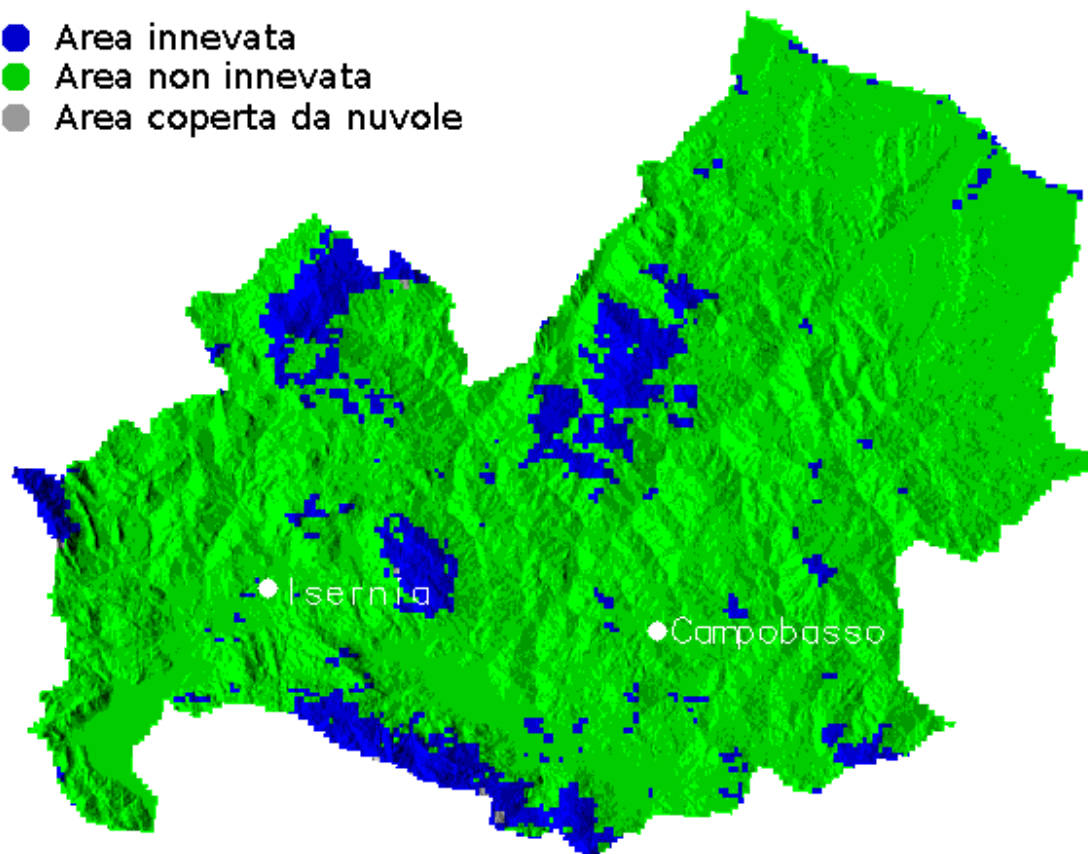 Area innevata
Area non innevata
Area coperta da nuvole
Isernia
Campobasso